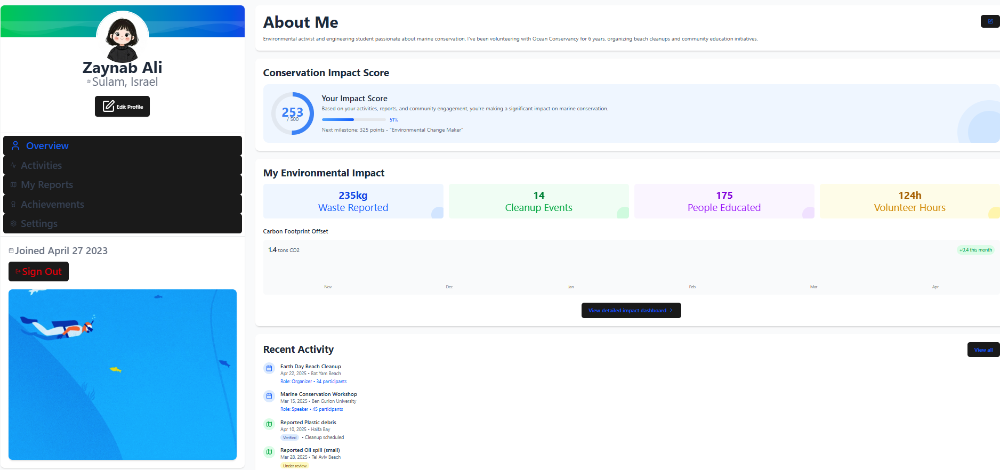 Zaynab Ali
Sulam, Israel
Edit Profile
Overview
Activities
My Reports
Achievements
Settings
Joined April 27 2023
Sign Out
About Me
Environmental activist and engineering student passionate about marine conservation. I've been volunteering with Ocean Conservancy for 6 years, organizing beach cleanups and community education initiatives.
Conservation Impact Score
253
/ 500
Your Impact Score
Based on your activities, reports, and community engagement, you're making a significant impact on marine conservation.
51%
Next milestone: 325 points - "Environmental Change Maker"
My Environmental Impact
235kg
Waste Reported
14
Cleanup Events
175
People Educated
124h
Volunteer Hours
Carbon Footprint Offset
1.4 tons CO2
+0.4 this month
Nov Dec Jan Feb Mar Apr
View detailed impact dashboard
Recent Activity
View all
Earth Day Beach Cleanup
Apr 22, 2025 • Bat Yam Beach
Role: Organizer • 34 participants
Marine Conservation Workshop
Mar 15, 2025 • Ben Gurion University
Role: Speaker • 45 participants
Reported Plastic debris
Apr 10, 2025 • Haifa Bay
Verified • Cleanup scheduled
Reported Oil spill (small)
Mar 28, 2025 • Tel Aviv Beach
Under review